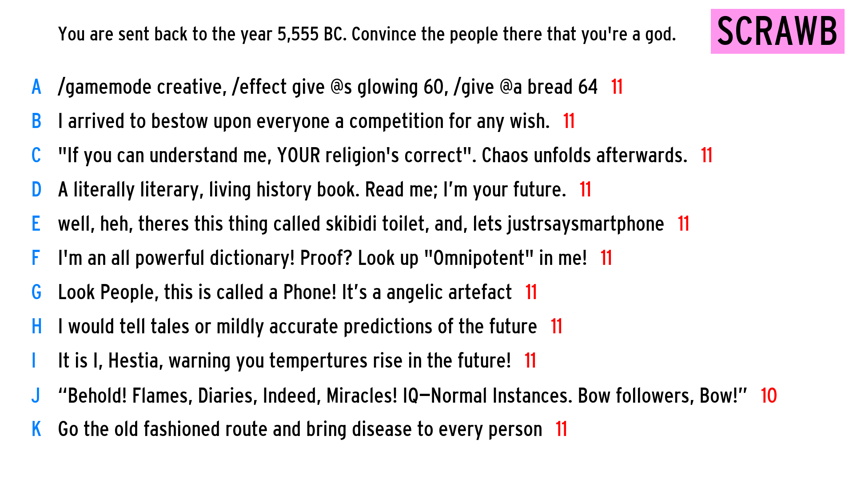 You are sent back to the year 5,555 BC. Convince the people there that you're a god.
SCRAWB
A /gamemode creative, /effect give @s glowing 60, /give @a bread 64 11
B I arrived to bestow upon everyone a competition for any wish. 11
C "If you can understand me, YOUR religion's correct". Chaos unfolds afterwards. 11
D A literally literary, living history book. Read me; I’m your future. 11
E well, heh, theres this thing called skibidi toilet, and, lets justrsaysmartphone 11
F I'm an all powerful dictionary! Proof? Look up "Omnipotent" in me! 11
G Look People, this is called a Phone! It’s a angelic artefact 11
H I would tell tales or mildly accurate predictions of the future 11
I It is I, Hestia, warning you tempertures rise in the future! 11
J “Behold! Flames, Diaries, Indeed, Miracles! IQ—Normal Instances. Bow followers, Bow!” 10
K Go the old fashioned route and bring disease to every person 11